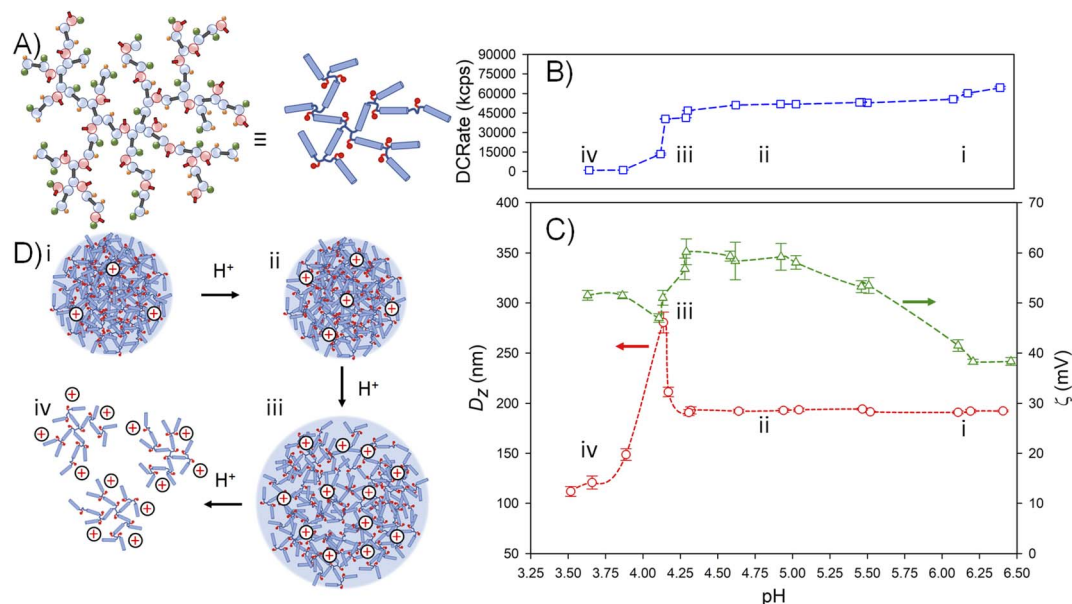 A)
≡
D) i
H+
ii
+
H+
iii
iv
H+
B)
DCRate (kcps)
90000
75000
60000
45000
30000
15000
0
iv
iii
ii
i
C)
Dz (nm)
400
350
300
250
200
150
100
50
iv
iii
ii
i
70
60
50
40
30
20
10
0
ζ (mV)
3.25 3.50 3.75 4.00 4.25 4.50 4.75 5.00 5.25 5.50 5.75 6.00 6.25 6.50
pH